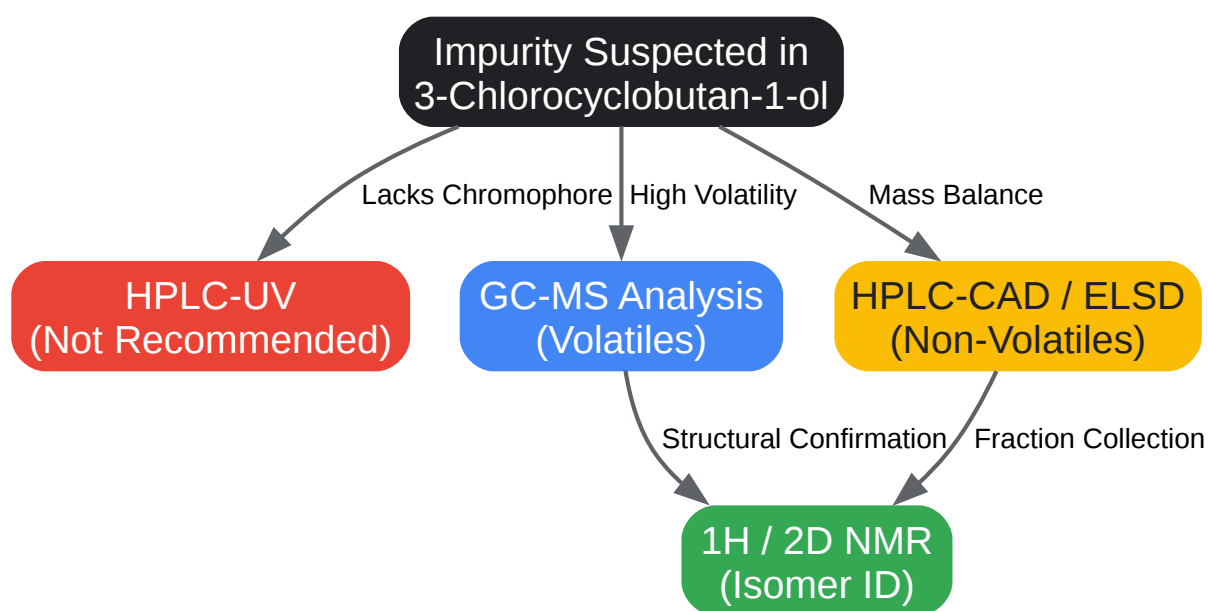 Impurity Suspected in
3-Chlorocyclobutan-1-ol
Lacks Chromophore
High Volatility
Mass Balance
HPLC-UV
(Not Recommended)
GC-MS Analysis
(Volatiles)
HPLC-CAD / ELSD
(Non-Volatiles)
Structural Confirmation
Fraction Collection
1H / 2D NMR
(Isomer ID)